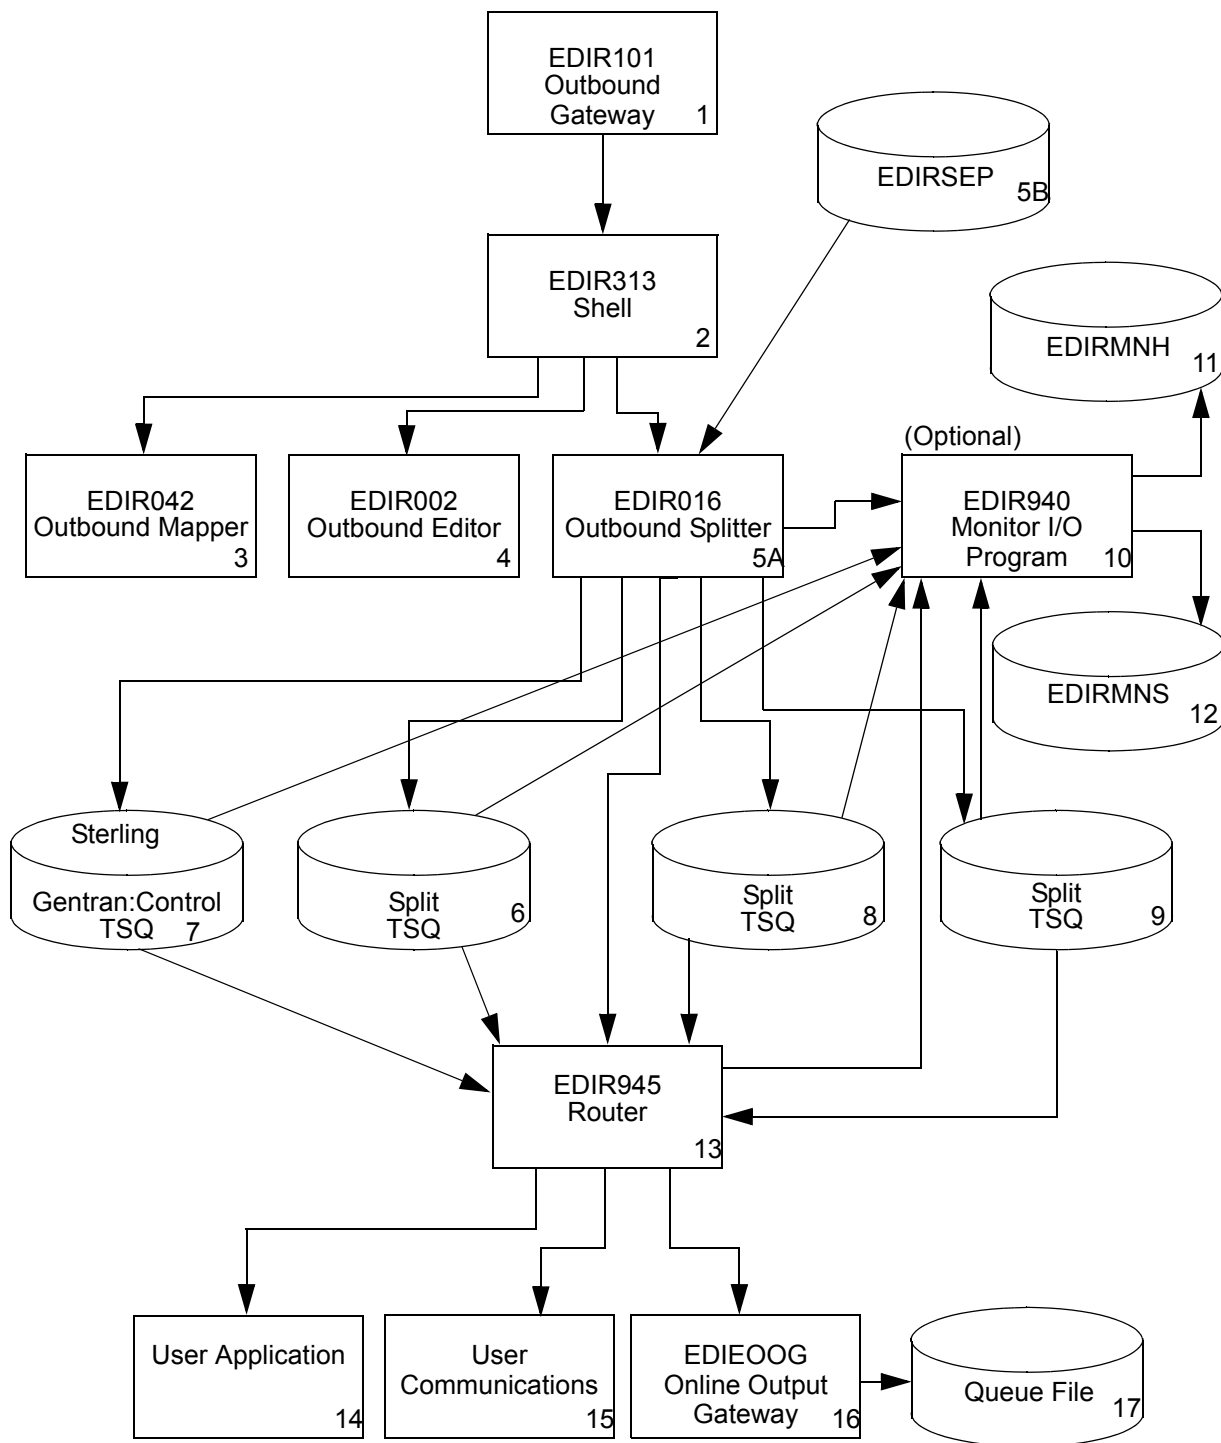 EDIR101
Outbound
Gateway
1
EDIRSEP
5B
EDIR313
Shell
2
EDIRMNH
11
(Optional)
EDIR042
Outbound Mapper
3
EDIR002
Outbound Editor
4
EDIR016
Outbound Splitter
5A
EDIR940
Monitor I/O
Program
10
EDIRMNS
12
Sterling
Gentran:Control
TSQ
7
Split
TSQ
6
Split
TSQ
8
Split
TSQ
9
EDIR945
Router
13
User Application
14
User
Communications
15
EDIEOOG
Online Output
Gateway
16
Queue File
17